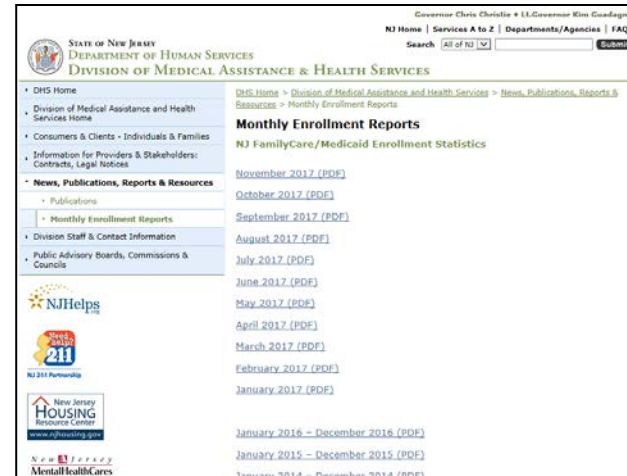 Governor Chris Christie • Lt.Governor Kim Guadagn
NJ Home | Services A to Z | Departments/Agencies | FAQ
Search All of NJ Submi
STATE OF NEW JERSEY
DEPARTMENT OF HUMAN SERVICES
DIVISION OF MEDICAL ASSISTANCE & HEALTH SERVICES
DHS Home
Division of Medical Assistance and Health
Services Home
Consumers & Clients - Individuals & Families
Information for Providers & Stakeholders:
Contracts, Legal Notices
News, Publications, Reports & Resources
Publications
Monthly Enrollment Reports
Division Staff & Contact Information
Public Advisory Boards, Commissions &
Councils
NJHelps
.org
Need
help?
211
NJ 211 Partnership
New Jersey
HOUSING
Resource Center
www.njhousing.gov
New Jersey
MentalHealthCares
DHS Home > Division of Medical Assistance and Health Services > News, Publications, Reports &
Resources > Monthly Enrollment Reports
Monthly Enrollment Reports
NJ FamilyCare/Medicaid Enrollment Statistics
November 2017 (PDF)
October 2017 (PDF)
September 2017 (PDF)
August 2017 (PDF)
July 2017 (PDF)
June 2017 (PDF)
May 2017 (PDF)
April 2017 (PDF)
March 2017 (PDF)
February 2017 (PDF)
January 2017 (PDF)
January 2016 – December 2016 (PDF)
January 2015 – December 2015 (PDF)
January 2014 – December 2014 (PDF)